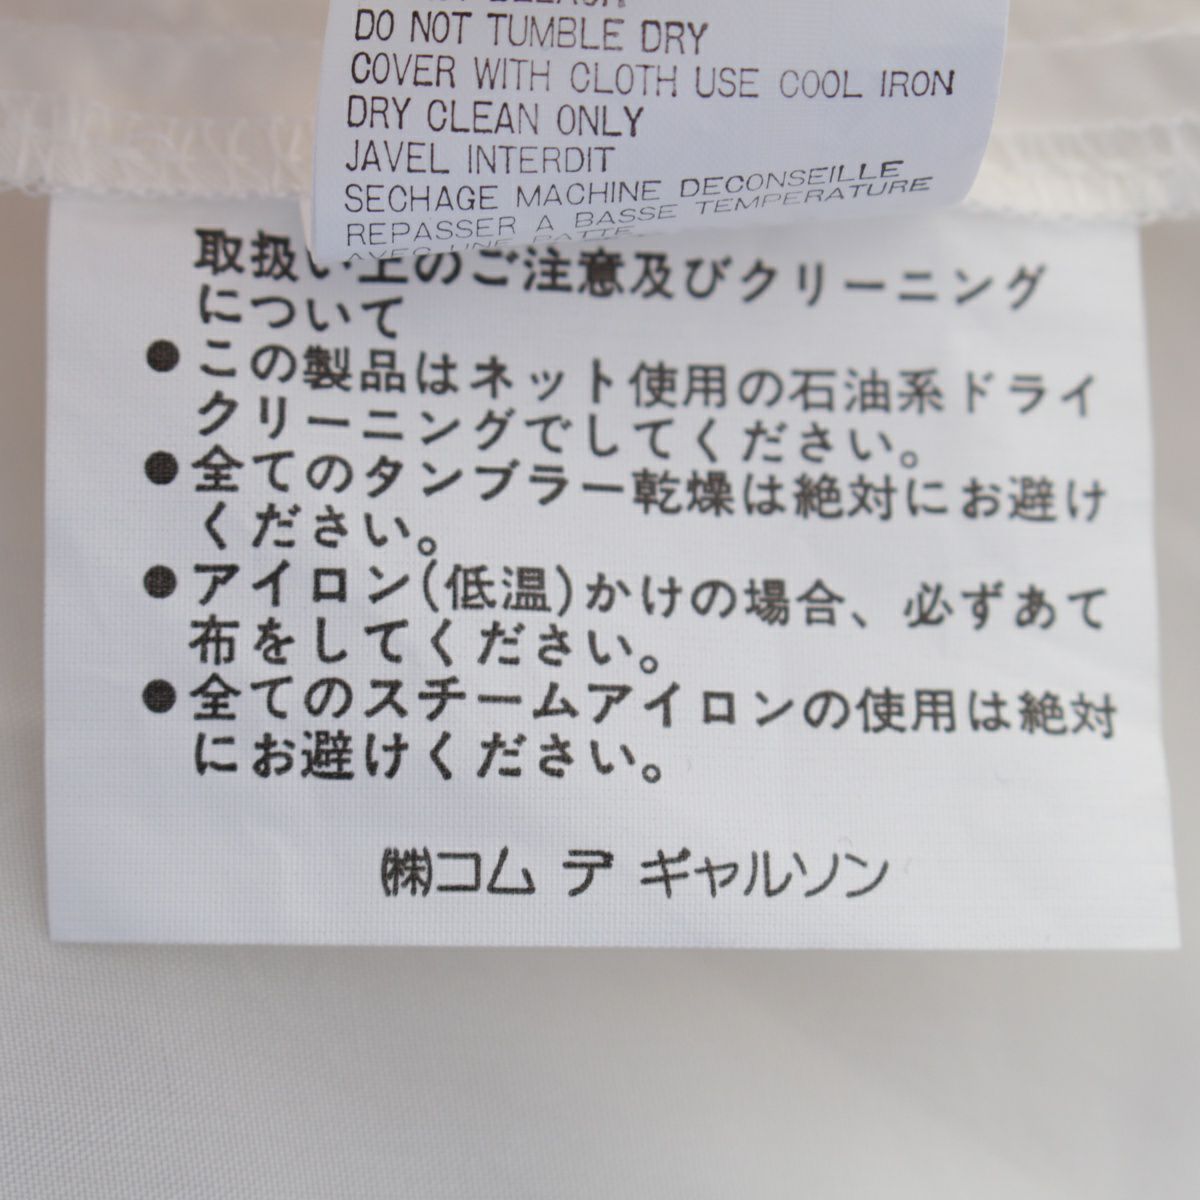 DO NOT TUMBLE DRY
COVER WITH CLOTH USE COOL IRON
DRY CLEAN ONLY
JAVEL INTERDIT
SECHAGE MACHINE DECONSEILLE
REPASSER A BASSE TEMPERATURE
AVEC UNE PATTE
取扱い上のご注意及びクリーニング
について
●この製品はネット使用の石油系ドライ
クリーニングでしてください。
●全てのタンブラー乾燥は絶対にお避け
ください。
●アイロン(低温)かけの場合、必ずあて
布をしてください。
●全てのスチームアイロンの使用は絶対
にお避けください。
㈱コム デ ギャルソン